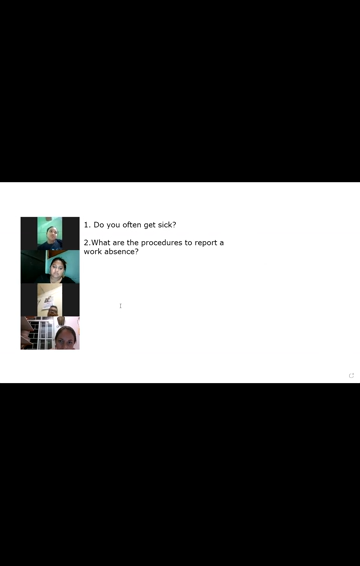 1. Do you often get sick?
2.What are the procedures to report a
work absence?